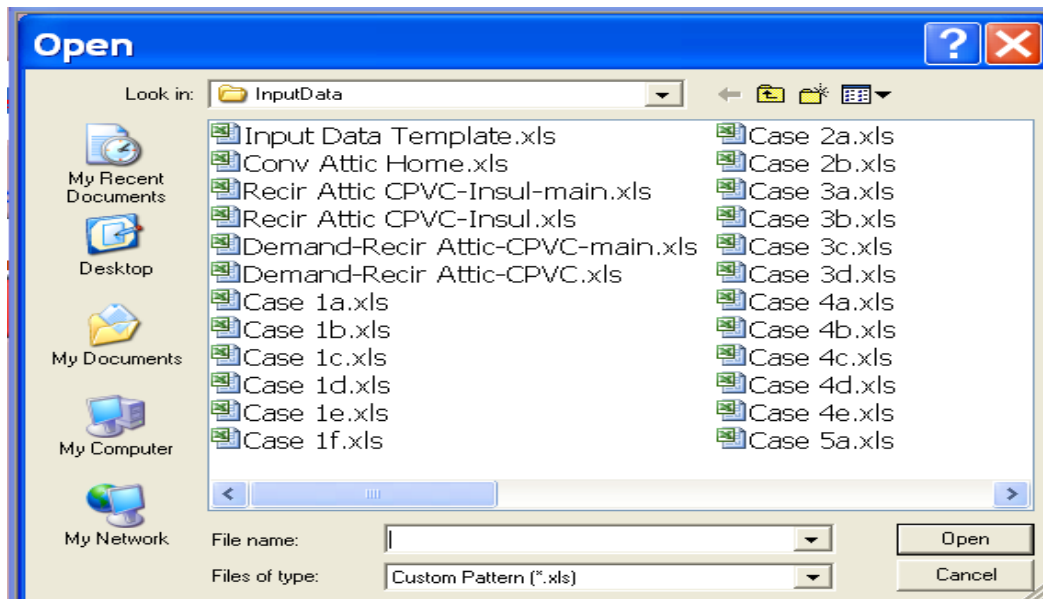 Open
Look in: InputData
My Recent
Documents
Desktop
My Documents
My Computer
My Network
Input Data Template.xls
Conv Attic Home.xls
Recir Attic CPVC-Insul-main.xls
Recir Attic CPVC-Insul.xls
Demand-Recir Attic-CPVC-main.xls
Demand-Recir Attic-CPVC.xls
Case 1a.xls
Case 1b.xls
Case 1c.xls
Case 1d.xls
Case 1e.xls
Case 1f.xls
Case 2a.xls
Case 2b.xls
Case 3a.xls
Case 3b.xls
Case 3c.xls
Case 3d.xls
Case 4a.xls
Case 4b.xls
Case 4c.xls
Case 4d.xls
Case 4e.xls
Case 5a.xls
File name:
Open
Files of type: Custom Pattern (*.xls)
Cancel